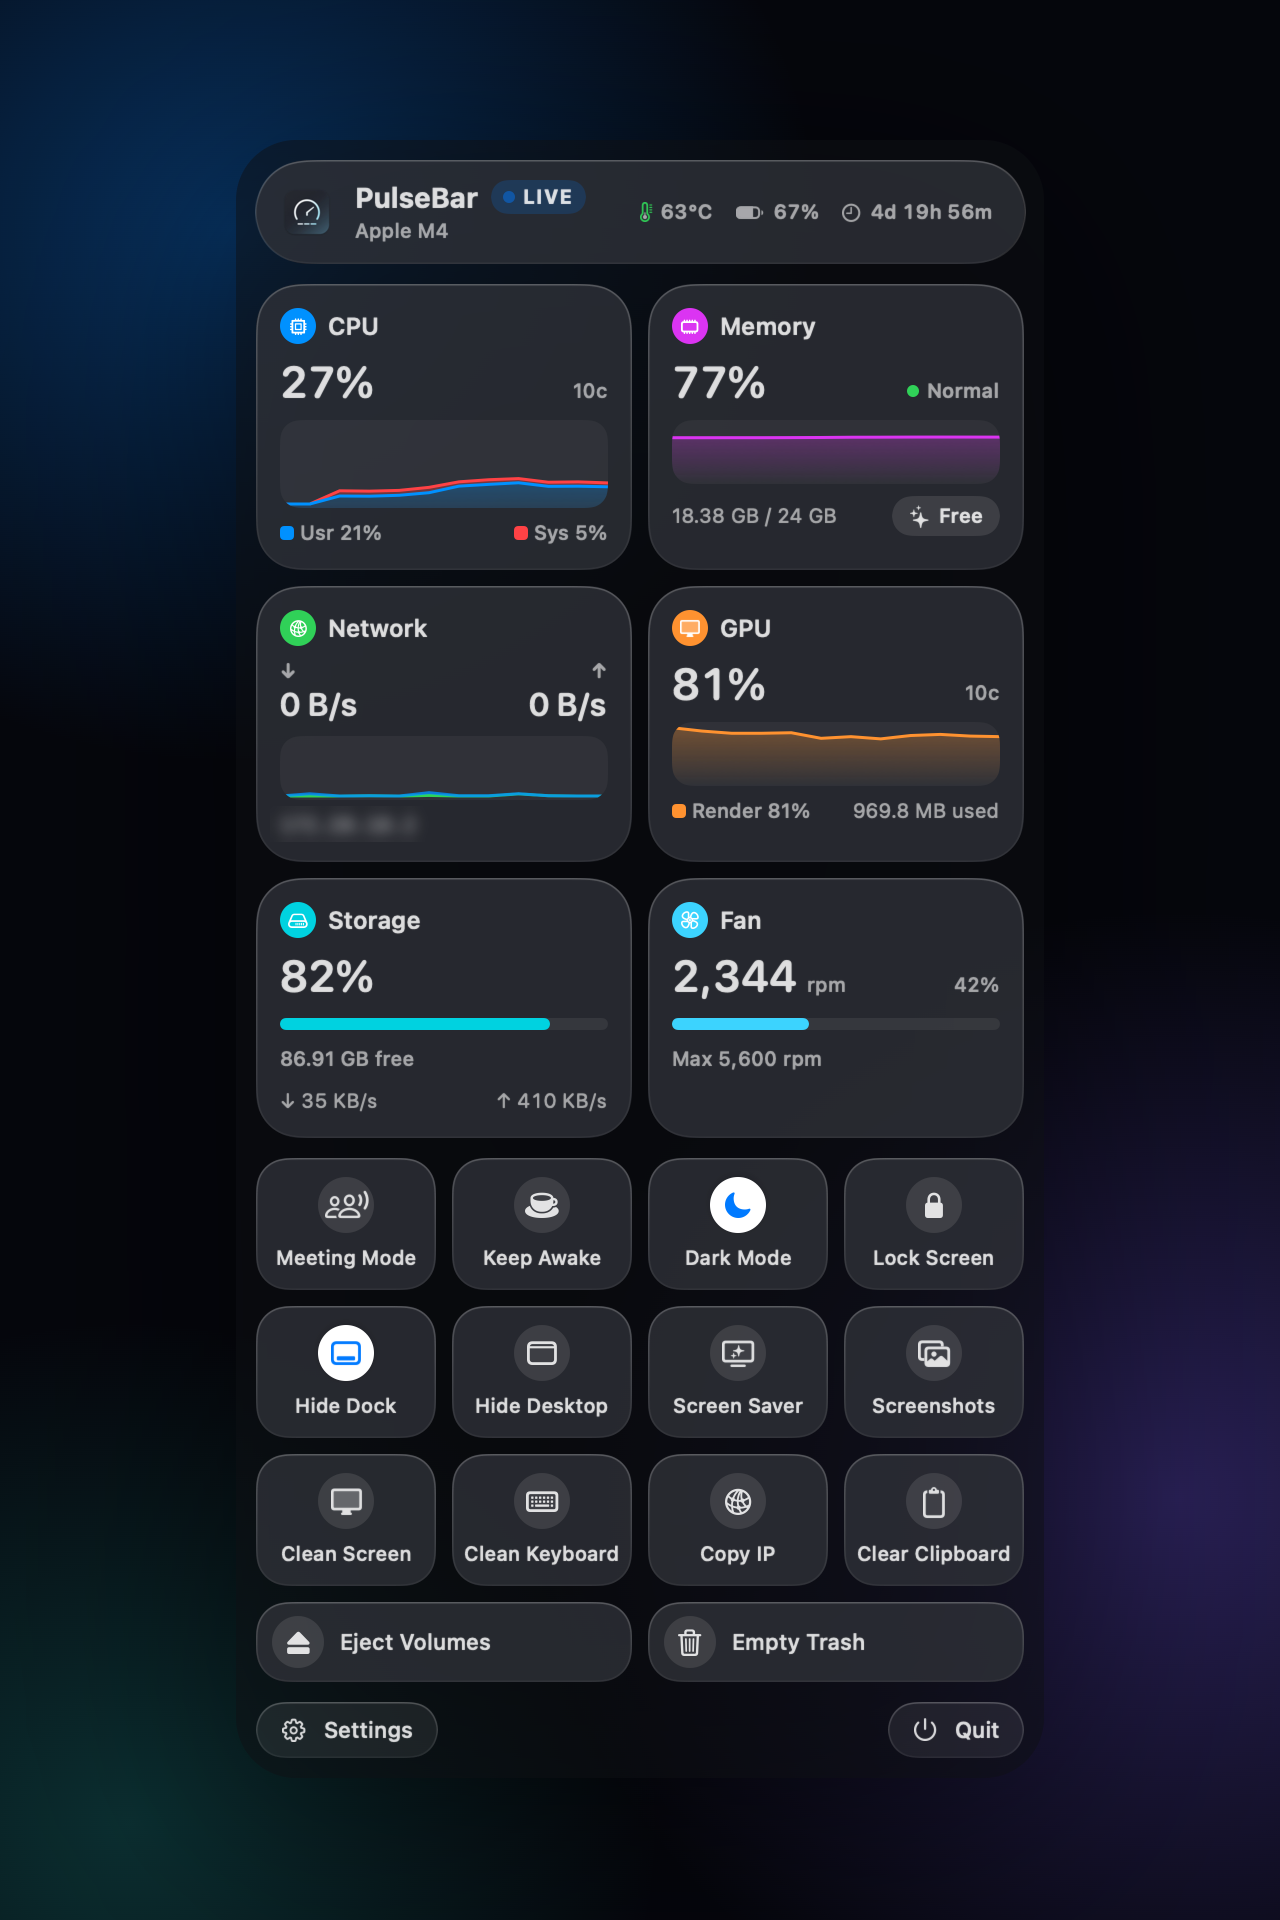 PulseBar LIVE
Apple M4
63°C 67% 4d 19h 56m
CPU
27% 10c
Usr 21% Sys 5%
Memory
77% Normal
18.38 GB / 24 GB Free
Network
0 B/s 0 B/s
GPU
81% 10c
Render 81% 969.8 MB used
Storage
82%
86.91 GB free
↓ 35 KB/s ↑ 410 KB/s
Fan
2,344 rpm 42%
Max 5,600 rpm
Meeting Mode
Keep Awake
Dark Mode
Lock Screen
Hide Dock
Hide Desktop
Screen Saver
Screenshots
Clean Screen
Clean Keyboard
Copy IP
Clear Clipboard
Eject Volumes
Empty Trash
Settings
Quit